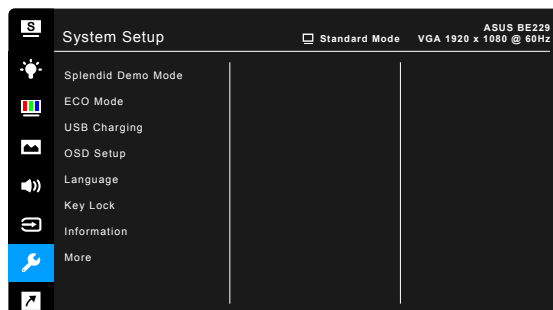 S
System Setup
Standard Mode
ASUS BE229
VGA 1920 x 1080 @ 60Hz
Splendid Demo Mode
ECO Mode
USB Charging
OSD Setup
Language
Key Lock
Information
More